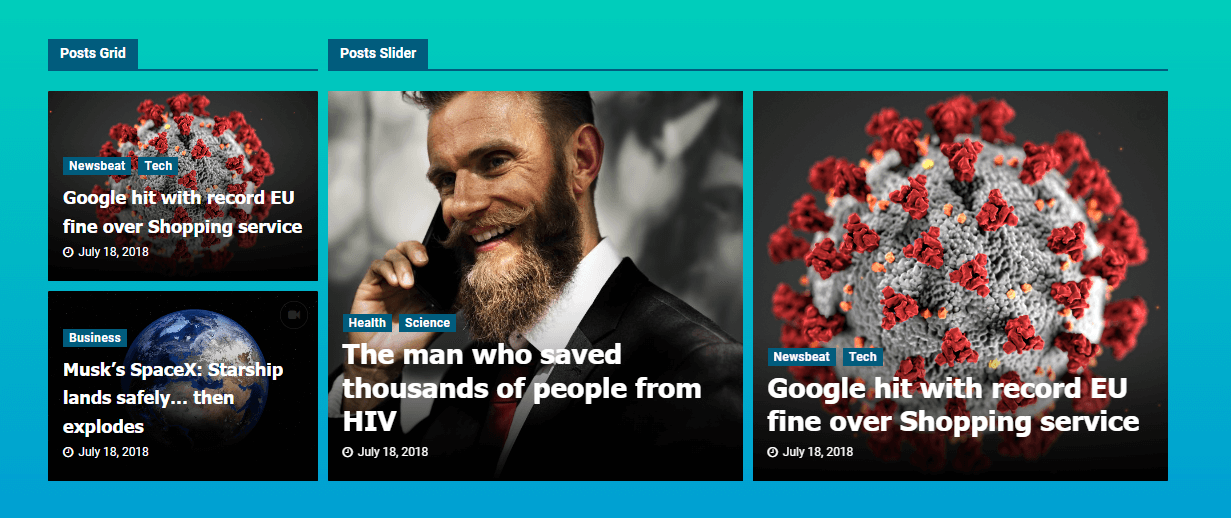 Posts Grid
Posts Slider
Newsbeat Tech
Google hit with record EU
fine over Shopping service
July 18, 2018
Business
Musk’s SpaceX: Starship
lands safely… then
explodes
July 18, 2018
Health Science
The man who saved
thousands of people from
HIV
July 18, 2018
Newsbeat Tech
Google hit with record EU
fine over Shopping service
July 18, 2018